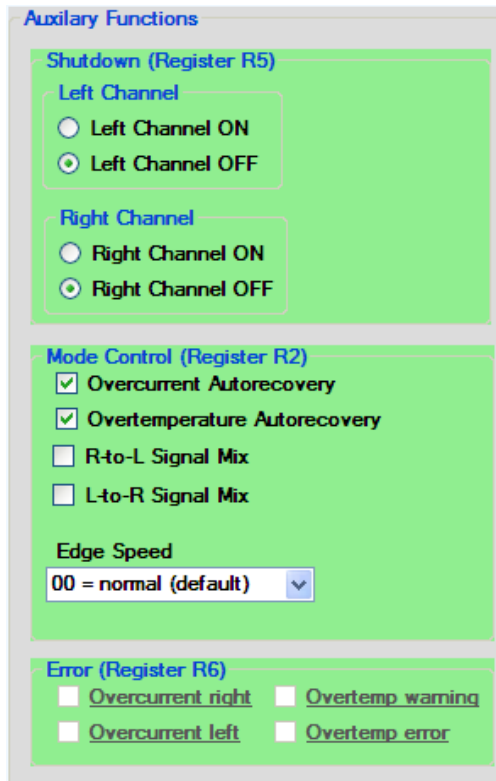 Auxilary Functions
Shutdown (Register R5)
Left Channel
Left Channel ON
Left Channel OFF
Right Channel
Right Channel ON
Right Channel OFF
Mode Control (Register R2)
Overcurrent Autorecovery
Overtemperature Autorecovery
R-to-L Signal Mix
L-to-R Signal Mix
Edge Speed
00 = normal (default)
Error (Register R6)
Overcurrent right Overtemp warning
Overcurrent left Overtemp error